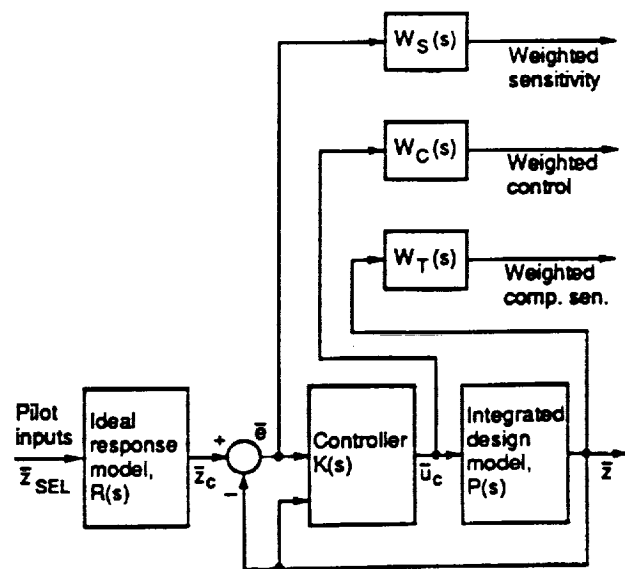 W_S(s)
Weighted
sensitivity
W_C(s)
Weighted
control
W_T(s)
Weighted
comp. sen.
Pilot
inputs
z̄_SEL
Ideal
response
model,
R(s)
z̄_c
+
−
ē
Controller
K(s)
ū_c
Integrated
design
model,
P(s)
z̄